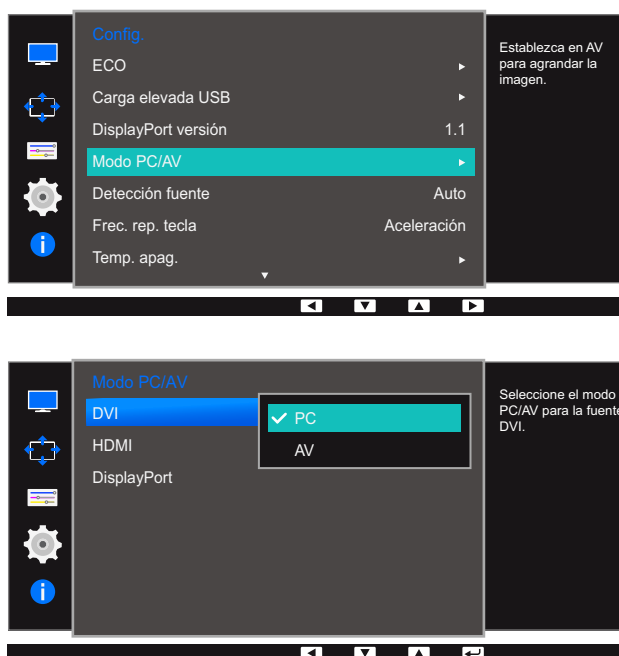 Config.
ECO
Carga elevada USB
DisplayPort versión 1.1
Modo PC/AV
Detección fuente Auto
Frec. rep. tecla Aceleración
Temp. apag.
Establezca en AV
para agrandar la
imagen.
Modo PC/AV
DVI
HDMI
DisplayPort
PC
AV
Seleccione el modo
PC/AV para la fuente
DVI.